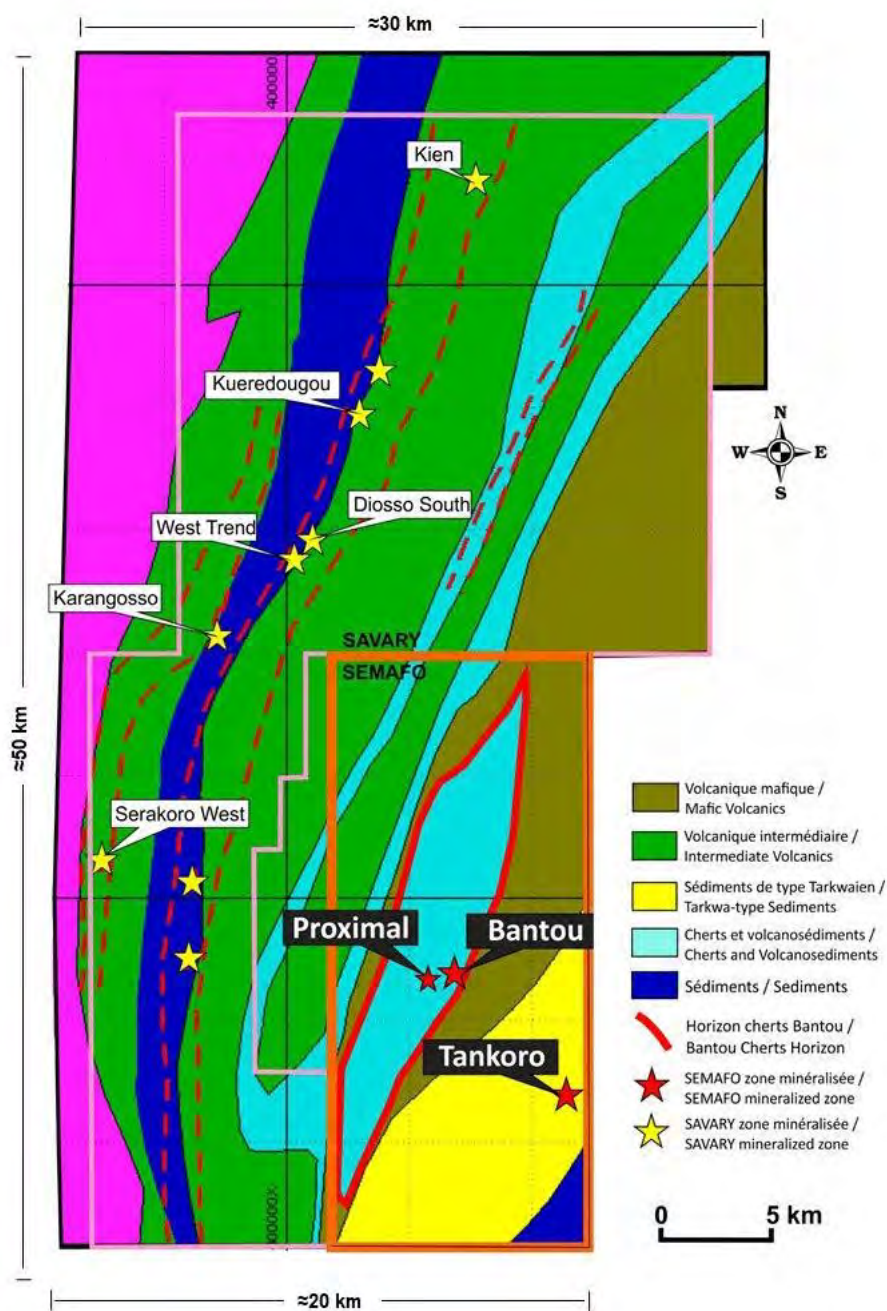 ≈30 km
400000
Kien
Kueredougou
N
W E
S
Diosso South
West Trend
Karangosso
SAVARY
SEMAFO
≈50 km
Volcanique mafique /
Mafic Volcanics
Serakoro West
Volcanique intermédiaire /
Intermediate Volcanics
Sédiments de type Tarkwaien /
Tarkwa-type Sediments
Proximal
Bantou
Cherts et volcanosédiments /
Cherts and Volcanosediments
Sédiments / Sediments
Horizon cherts Bantou /
Bantou Cherts Horizon
Tankoro
SEMAFO zone minéralisée /
SEMAFO mineralized zone
SAVARY zone minéralisée /
SAVARY mineralized zone
0 5 km
≈20 km